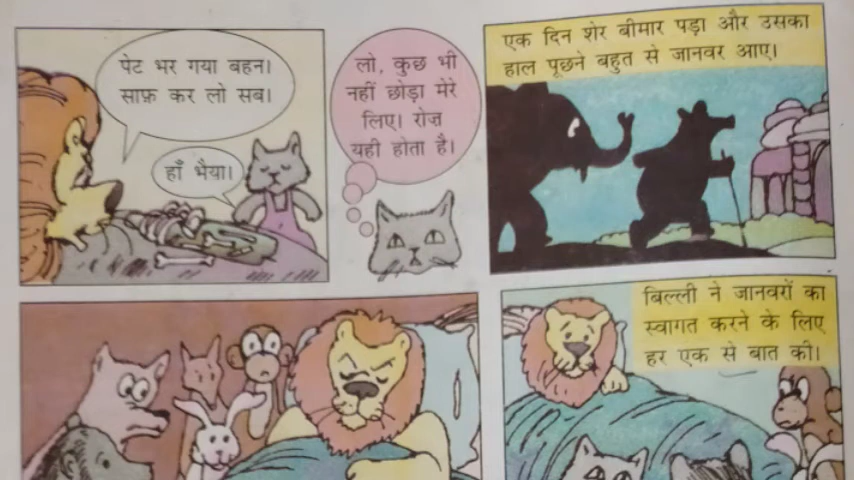 पेट भर गया बहन।
साफ़ कर लो सब।
हाँ भैया।
लो, कुछ भी
नहीं छोड़ा मेरे
लिए। रोज़
यही होता है।
एक दिन शेर बीमार पड़ा और उसका
हाल पूछने बहुत से जानवर आए।
बिल्ली ने जानवरों का
स्वागत करने के लिए
हर एक से बात की।